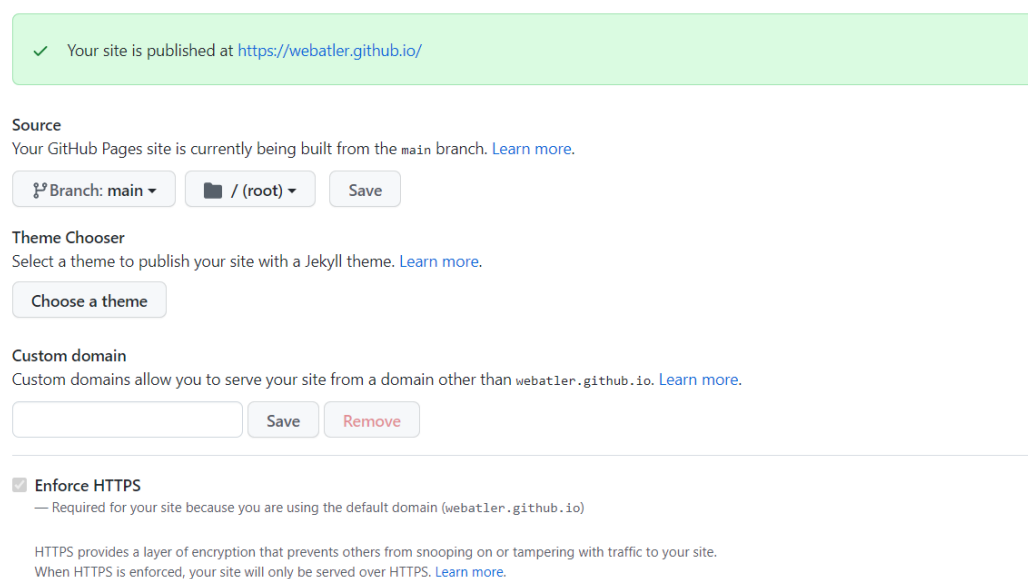 Your site is published at https://webatler.github.io/
Source
Your GitHub Pages site is currently being built from the main branch. Learn more.
Branch: main / (root) Save
Theme Chooser
Select a theme to publish your site with a Jekyll theme. Learn more.
Choose a theme
Custom domain
Custom domains allow you to serve your site from a domain other than webatler.github.io. Learn more.
Save Remove
Enforce HTTPS
— Required for your site because you are using the default domain (webatler.github.io)
HTTPS provides a layer of encryption that prevents others from snooping on or tampering with traffic to your site.
When HTTPS is enforced, your site will only be served over HTTPS. Learn more.